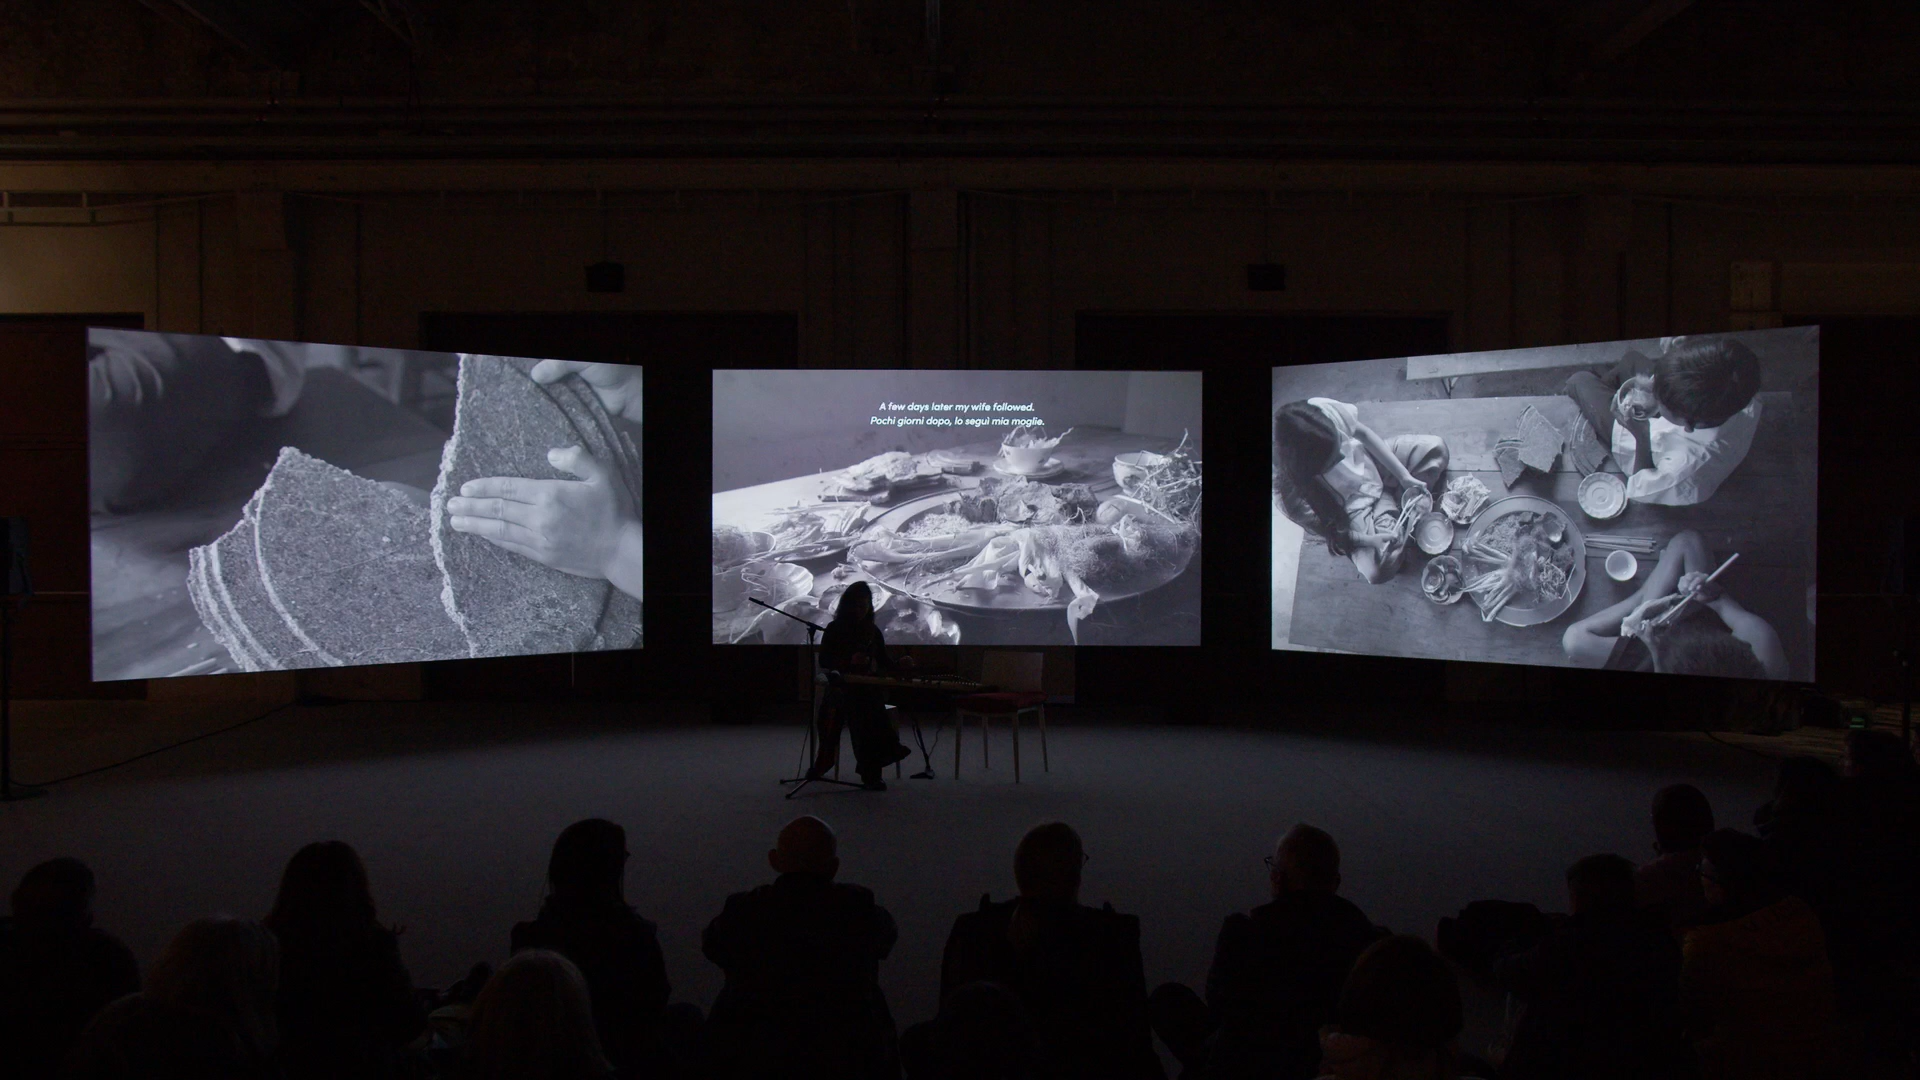 A few days later my wife followed.
Pochi giorni dopo, lo seguì mia moglie.